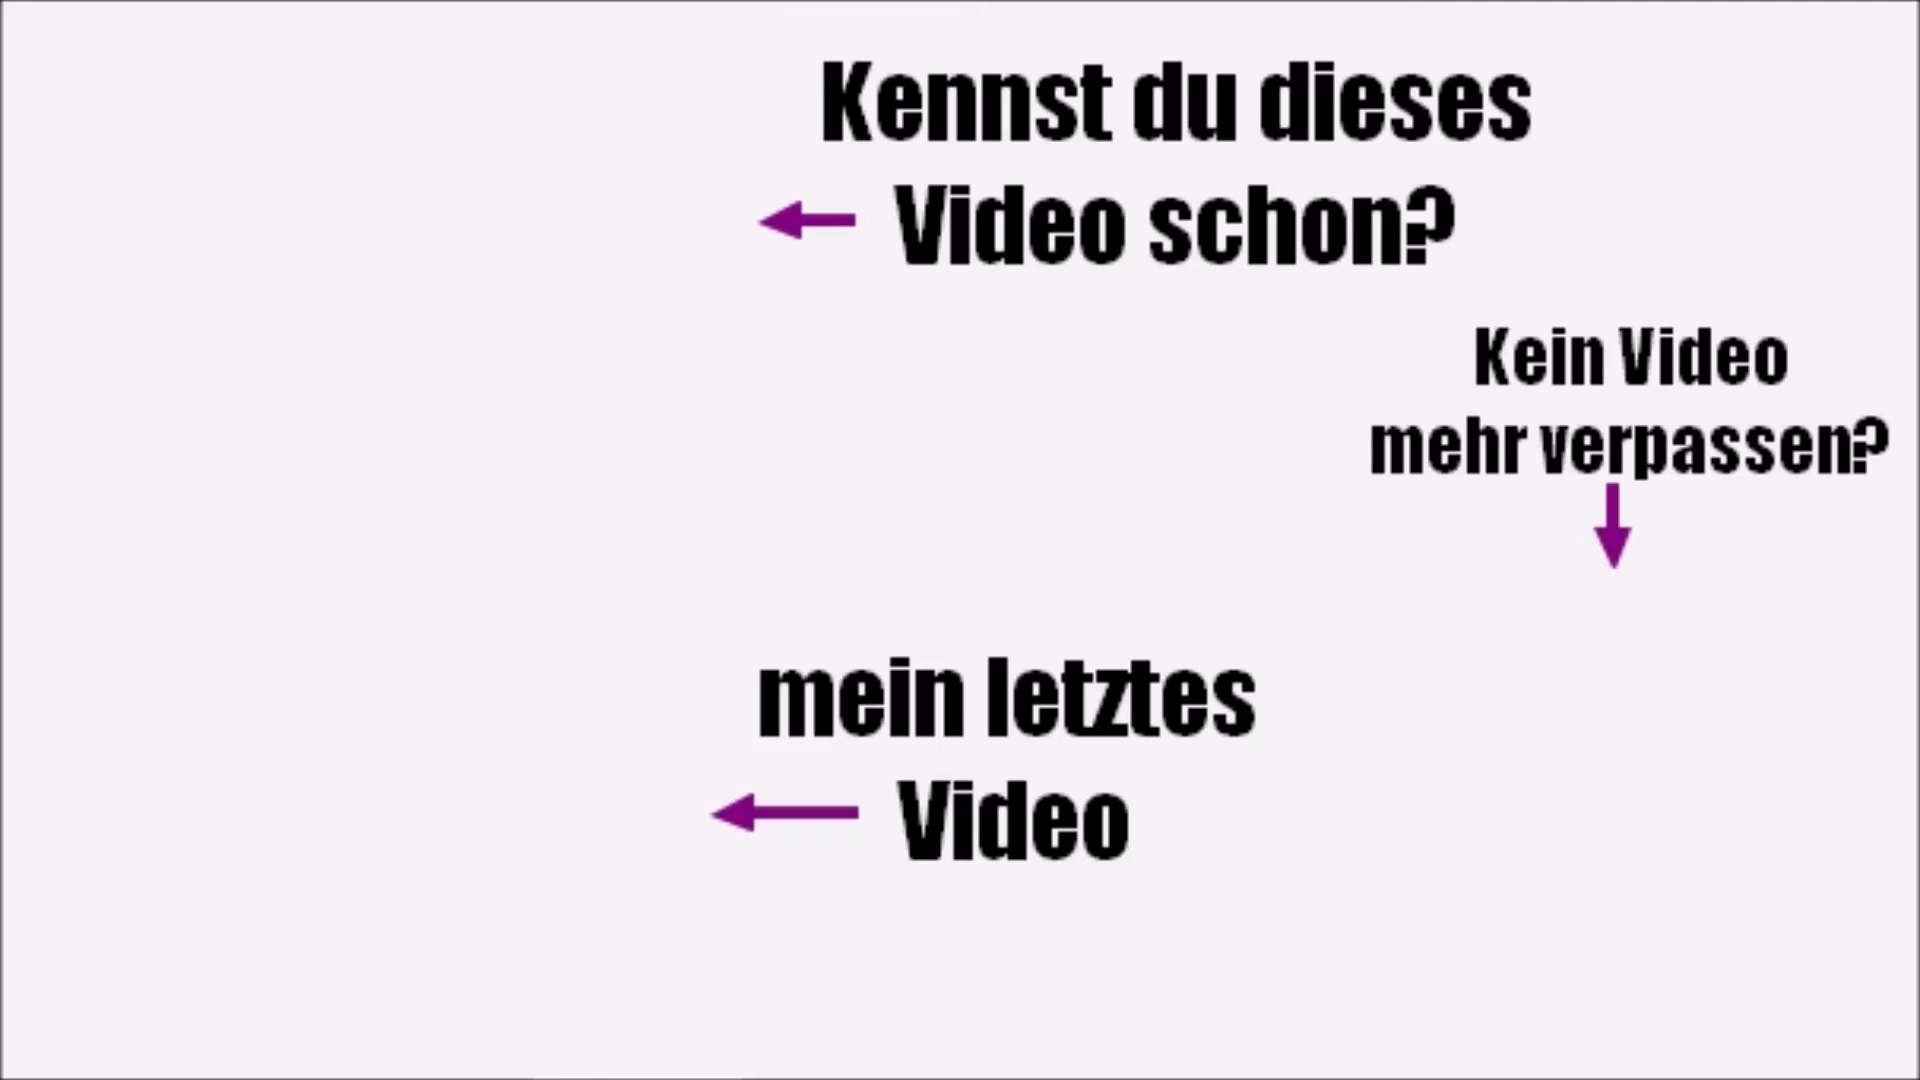 Kennst du dieses
Video schon?
Kein Video
mehr verpassen?
mein letztes
Video